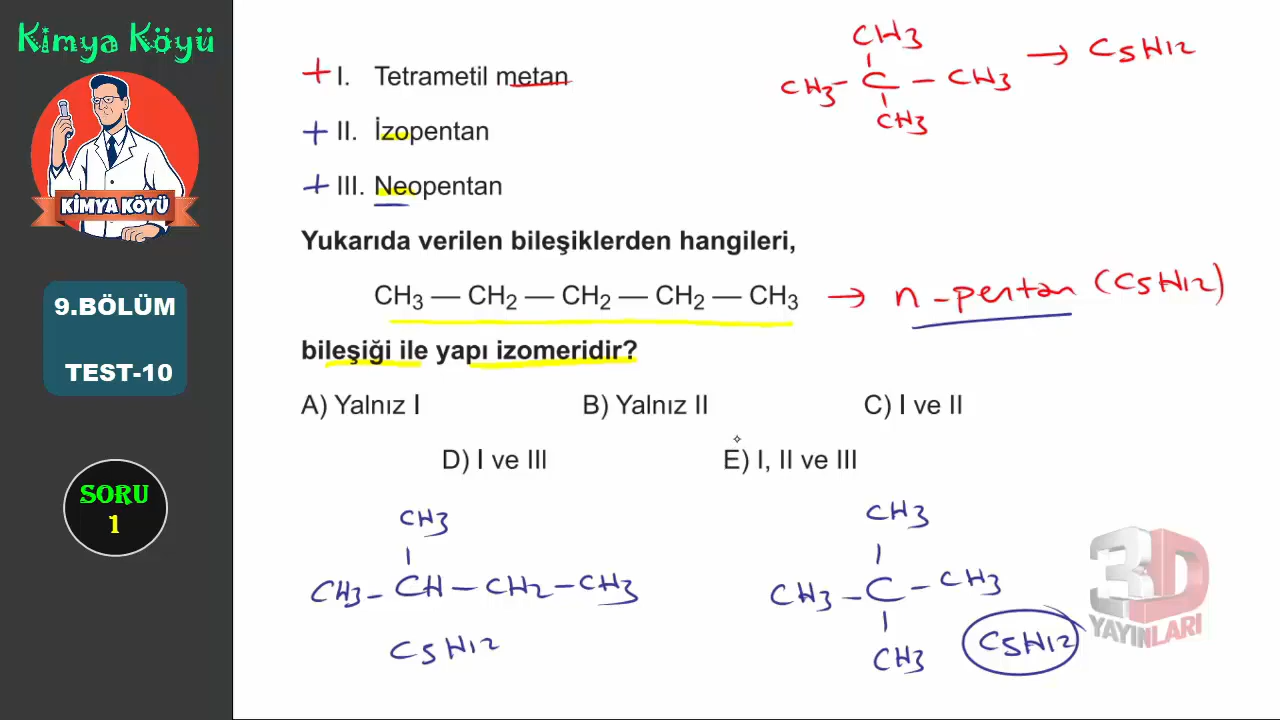 Kimya Köyü
KİMYA KÖYÜ
9.BÖLÜM
TEST-10
SORU
1
+ I. Tetrametil metan
+ II. İzopentan
+ III. Neopentan
CH3
CH3 - C - CH3 → C5H12
CH3
Yukarıda verilen bileşiklerden hangileri,
CH3 — CH2 — CH2 — CH2 — CH3 → n-pentan (C5H12)
bileşiği ile yapı izomeridir?
A) Yalnız I B) Yalnız II C) I ve II
D) I ve III E) I, II ve III
CH3
CH3 - CH - CH2 - CH3
C5H12
CH3
CH3 - C - CH3
CH3
C5H12
3D
YAYINLARI